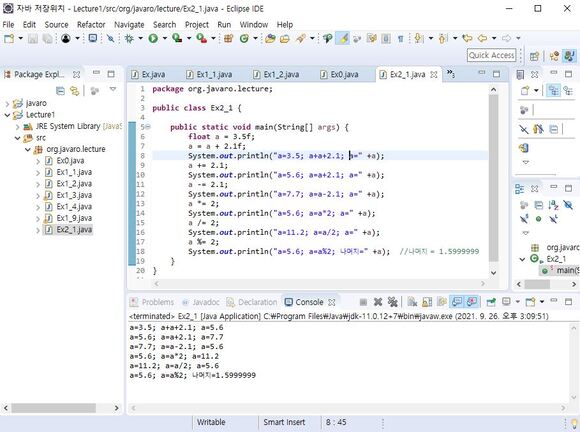 자바 저장위치 - Lecture1/src/org/javaro/lecture/Ex2_1.java - Eclipse IDE
File Edit Source Refactor Navigate Search Project Run Window Help
Quick Access
Package Expl...
javaro
Lecture1
JRE System Library [JavaS
src
org.javaro.lecture
Ex0.java
Ex1_1.java
Ex1_2.java
Ex1_3.java
Ex1_4.java
Ex1_9.java
Ex2_1.java
Ex.java Ex1_1.java Ex1_2.java Ex0.java Ex2_1.java
1 package org.javaro.lecture;
2
3 public class Ex2_1 {
4
5 public static void main(String[] args) {
6 float a = 3.5f;
7 a = a + 2.1f;
8 System.out.println("a=3.5; a+a+2.1; a=" +a);
9 a += 2.1;
10 System.out.println("a=5.6; a+a+2.1; a=" +a);
11 a -= 2.1;
12 System.out.println("a=7.7; a=a-2.1; a=" +a);
13 a *= 2;
14 System.out.println("a=5.6; a=a*2; a=" +a);
15 a /= 2;
16 System.out.println("a=11.2; a=a/2; a=" +a);
17 a %= 2;
18 System.out.println("a=5.6; a=a%2; 나머지=" +a); //나머지 = 1.5999999
19 }
20 }
org.javaro
Ex2_1
main(S
Problems Javadoc Declaration Console
<terminated> Ex2_1 [Java Application] C:₩Program Files₩Java₩jdk-11.0.12+7₩bin₩javaw.exe (2021. 9. 26. 오후 3:09:51)
a=3.5; a+a+2.1; a=5.6
a=5.6; a+a+2.1; a=7.7
a=7.7; a=a-2.1; a=5.6
a=5.6; a=a*2; a=11.2
a=11.2; a=a/2; a=5.6
a=5.6; a=a%2; 나머지=1.5999999
Writable Smart Insert 8 : 45